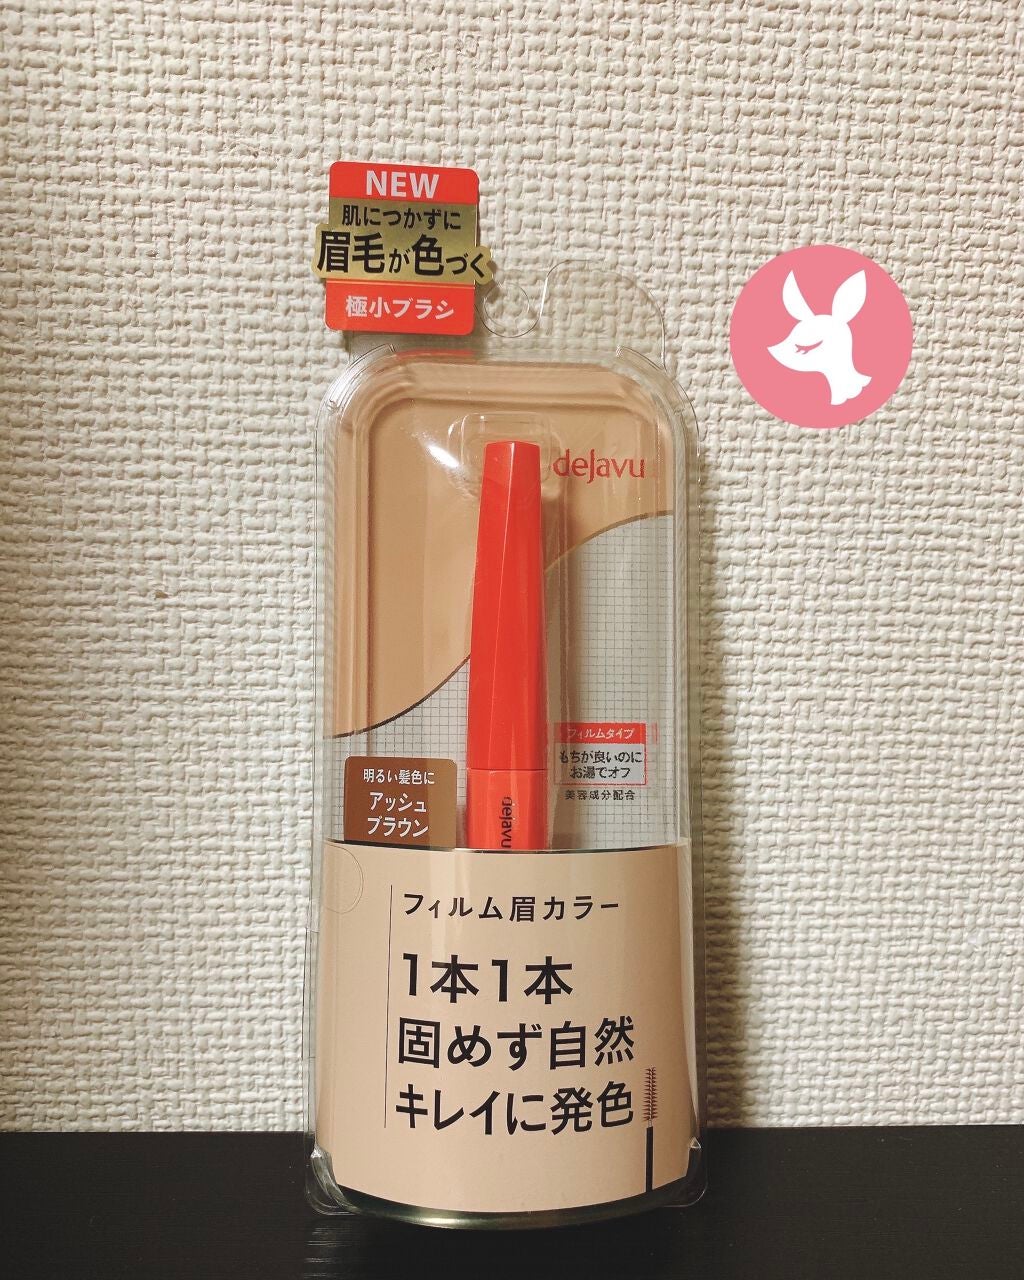 NEW
肌につかずに
眉毛が色づく
極小ブラシ
dejavu
フィルムタイプ
もちが良いのに
お湯でオフ
美容成分配合
明るい髪色に
アッシュ
ブラウン
dejavu
フィルム眉カラー
1本1本
固めず自然
キレイに発色